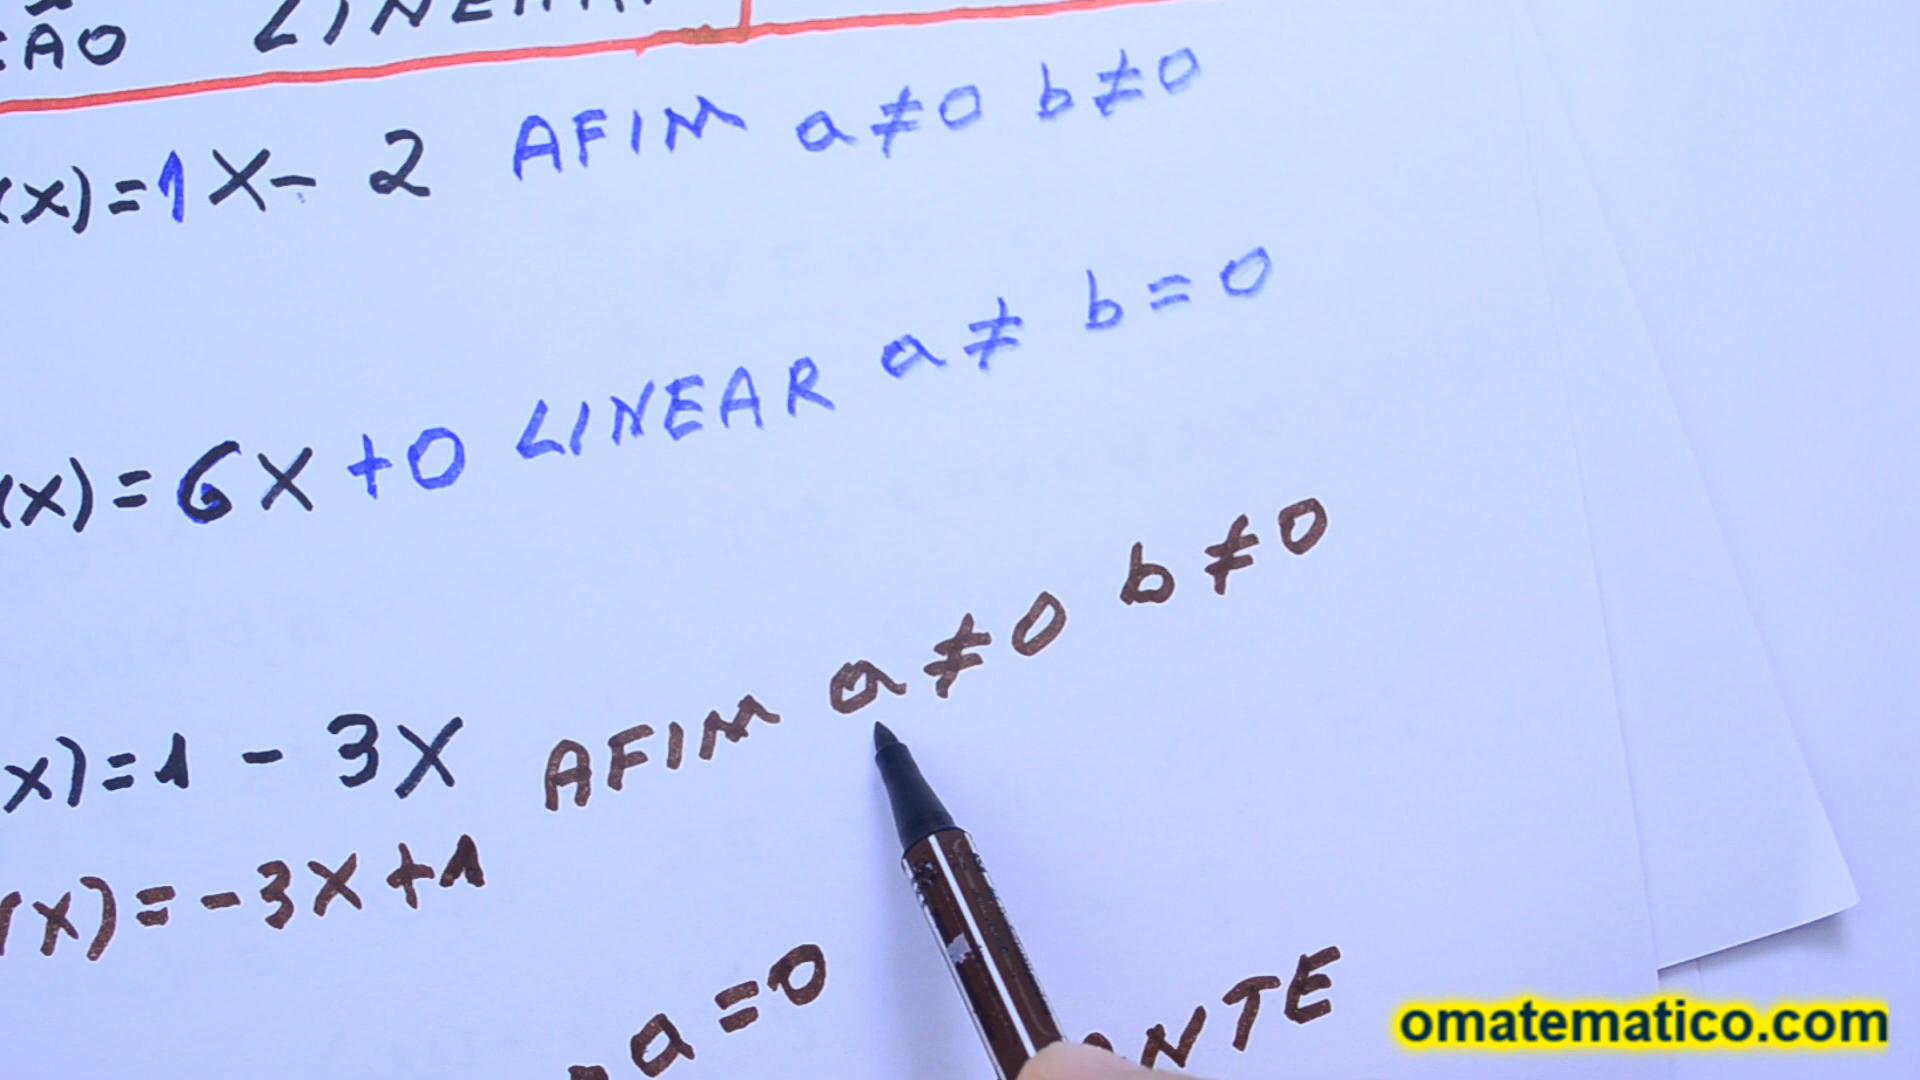 ÇÃO LINEAR
(x)=1x-2 AFIM a≠0 b≠0
(x)=6x+0 LINEAR a≠ b=0
x)=1-3x AFIM a≠0 b≠0
(x)=-3x+1
a=0 NTE
omatematico.com